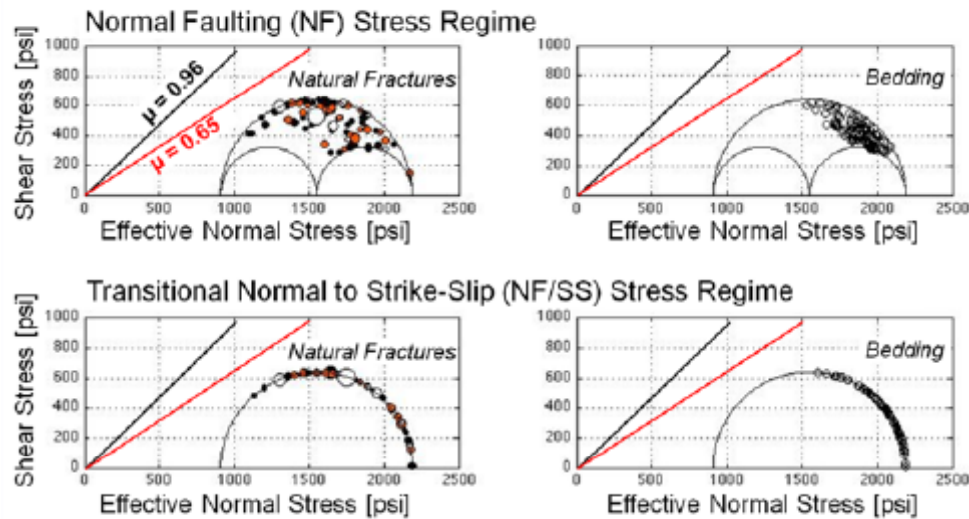 Normal Faulting (NF) Stress Regime
Shear Stress [psi]
1000
800
600
400
200
0
μ = 0.96
μ = 0.65
Natural Fractures
0 500 1000 1500 2000 2500
Effective Normal Stress [psi]
1000
800
600
400
200
0
Bedding
0 500 1000 1500 2000 2500
Effective Normal Stress [psi]
Transitional Normal to Strike-Slip (NF/SS) Stress Regime
Shear Stress [psi]
1000
800
600
400
200
0
Natural Fractures
0 500 1000 1500 2000 2500
Effective Normal Stress [psi]
1000
800
600
400
200
0
Bedding
0 500 1000 1500 2000 2500
Effective Normal Stress [psi]